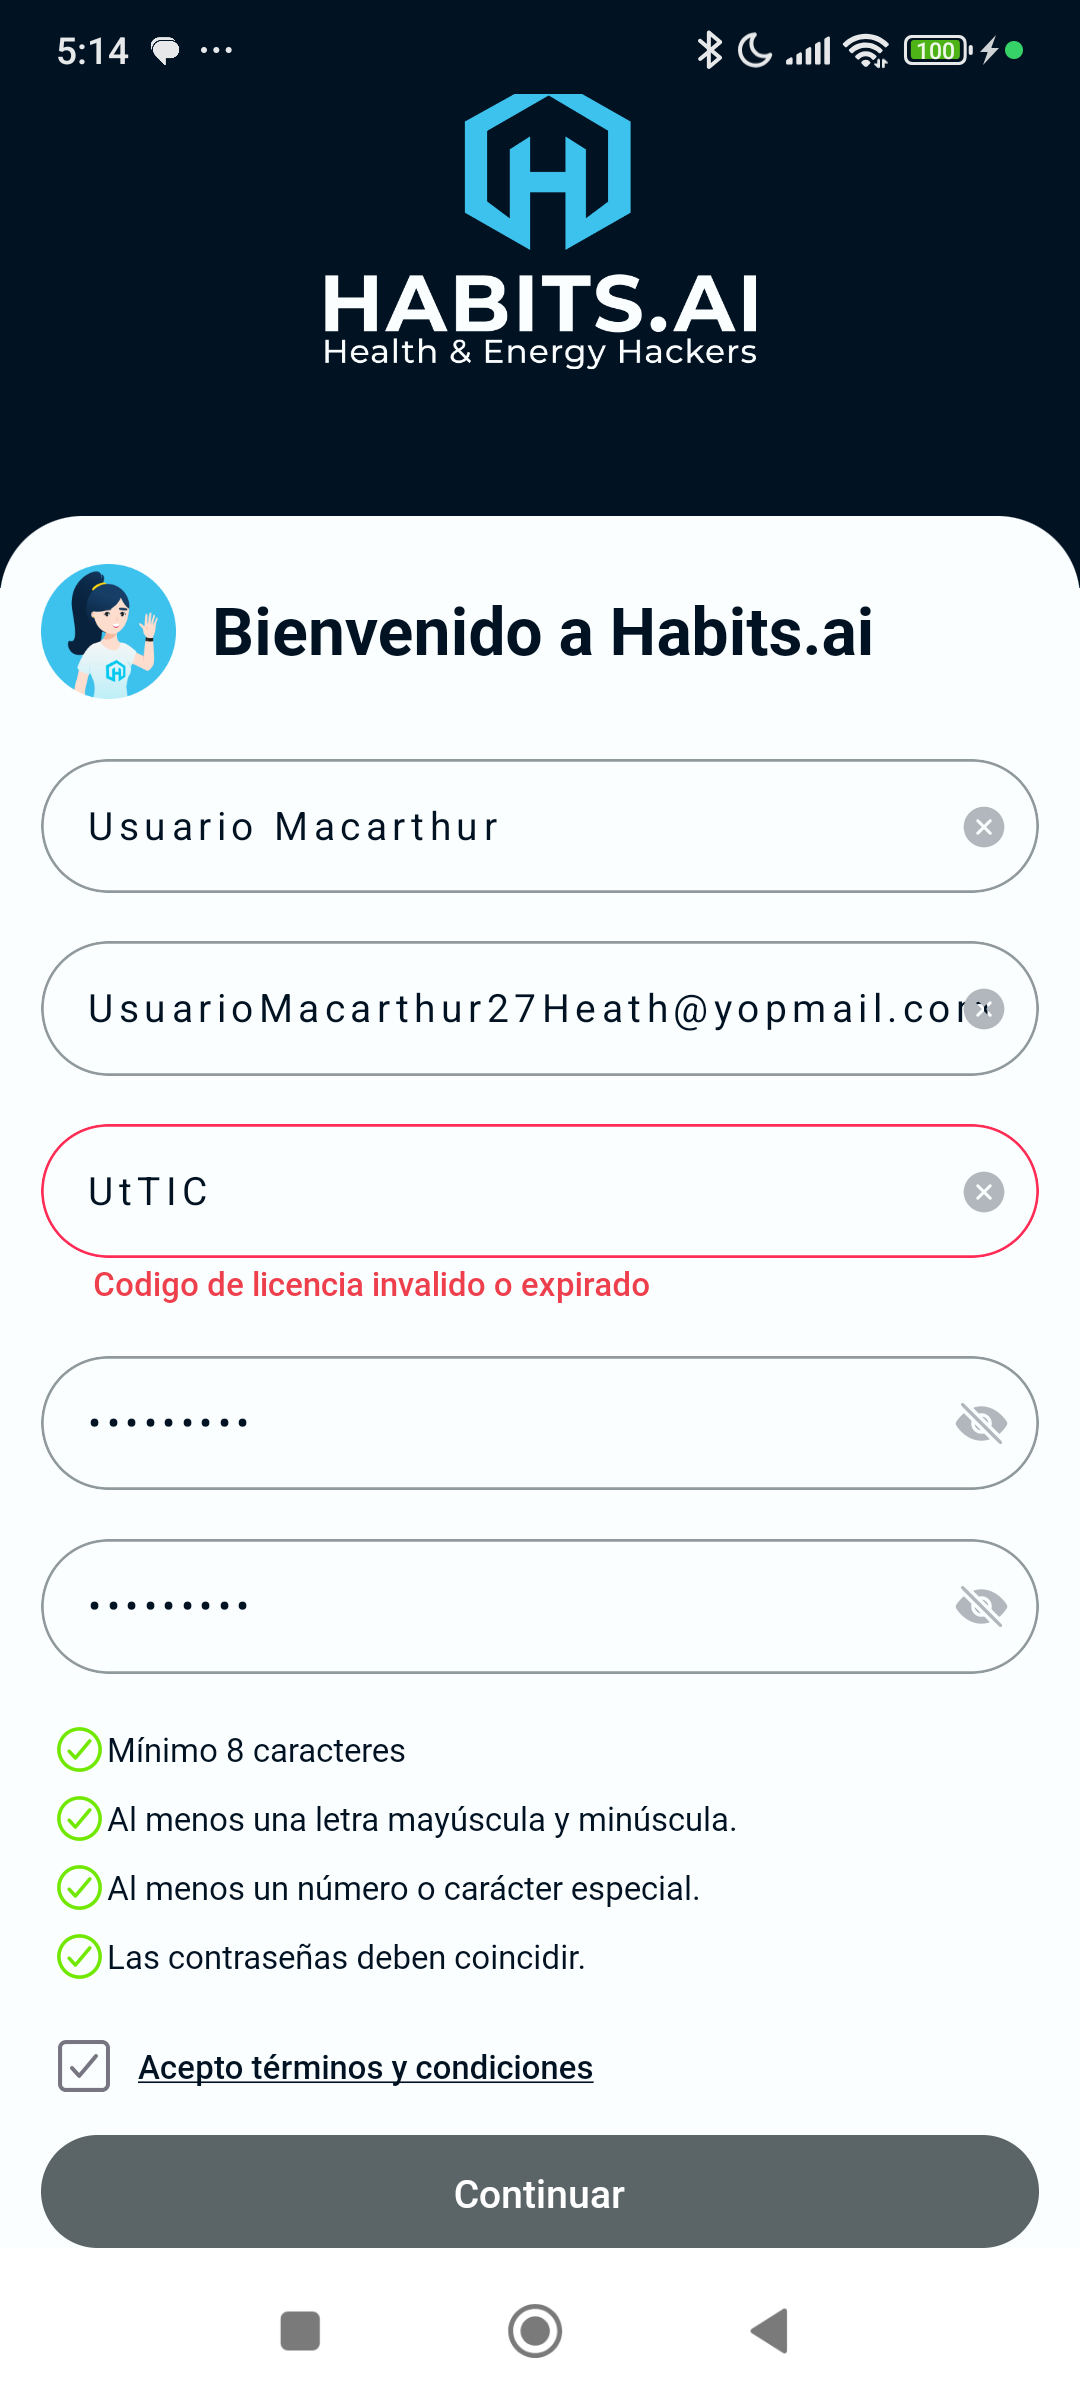 5:14
100
HABITS.AI
Health & Energy Hackers
Bienvenido a Habits.ai
Usuario Macarthur
UsuarioMacarthur27Heath@yopmail.com
UtTIC
Codigo de licencia invalido o expirado
•••••••••
•••••••••
Mínimo 8 caracteres
Al menos una letra mayúscula y minúscula.
Al menos un número o carácter especial.
Las contraseñas deben coincidir.
Acepto términos y condiciones
Continuar